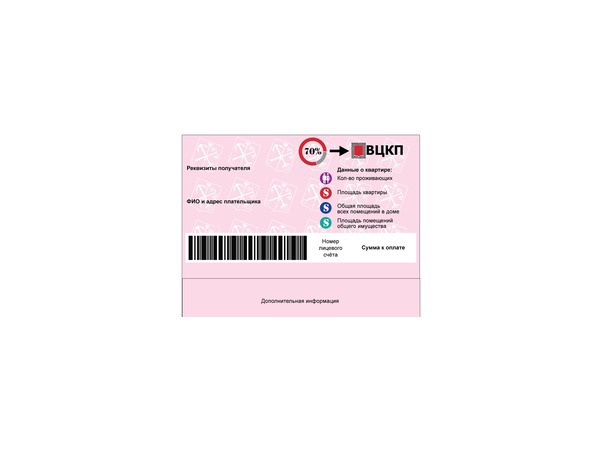 70%
ВЦКП
Реквизиты получателя
Данные о квартире:
Кол-во проживающих
Площадь квартиры
ФИО и адрес плательщика
Общая площадь
всех помещений в доме
Площадь помещений
общего имущества
Номер
лицевого
счёта
Сумма к оплате
Дополнительная информация